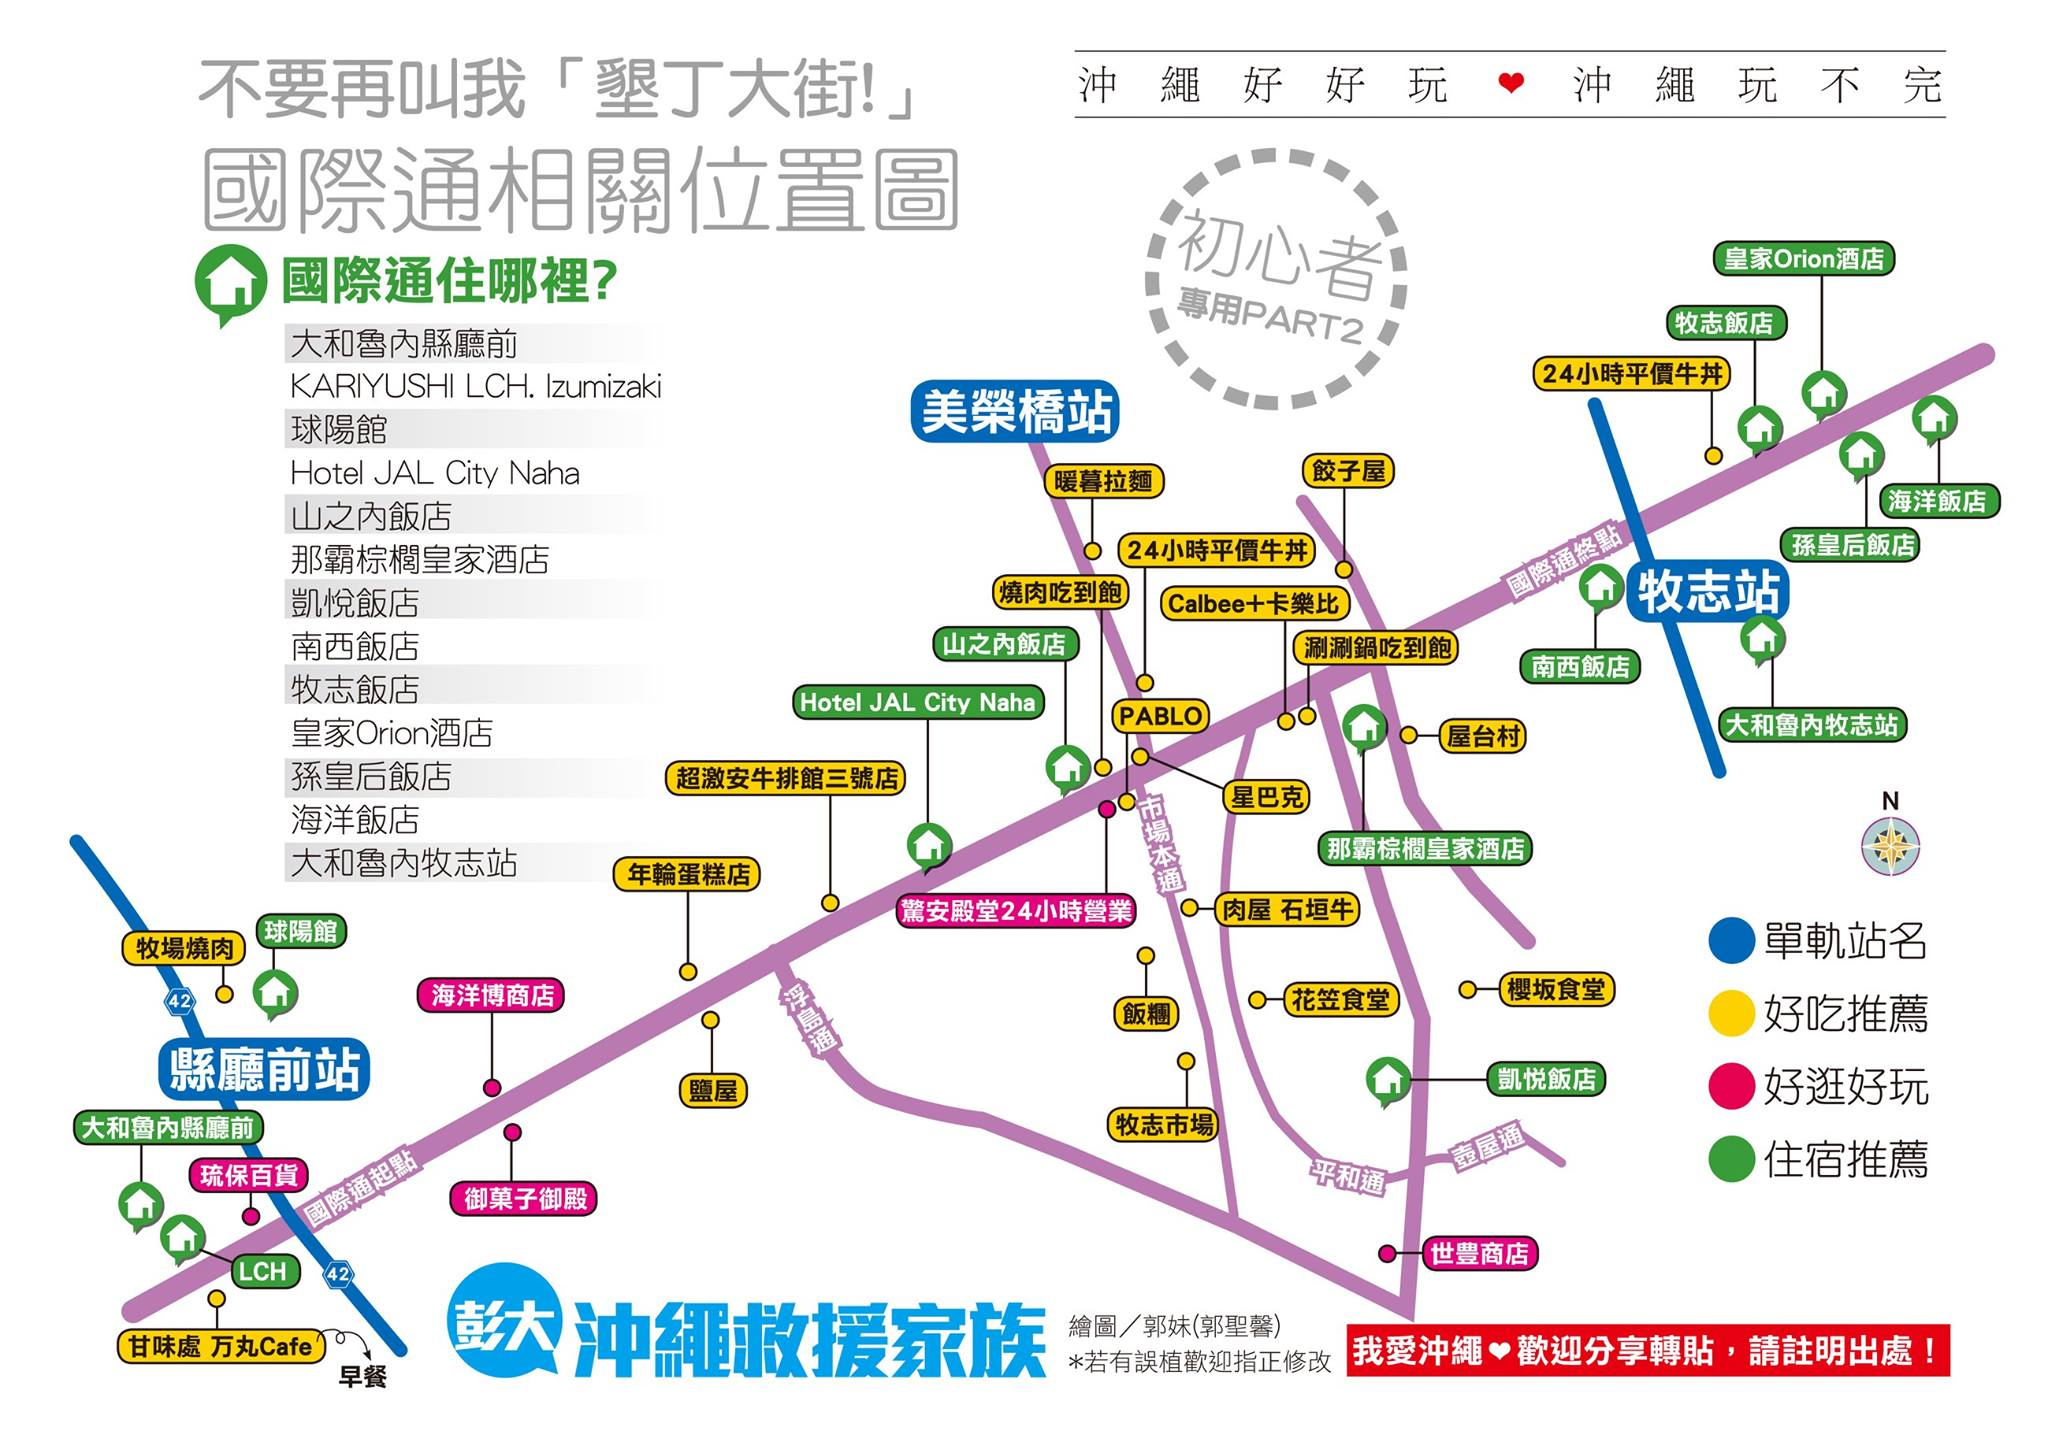 不要再叫我「墾丁大街!」
國際通相關位置圖
沖繩好好玩❤沖繩玩不完
初心者
專用PART2
國際通住哪裡?
大和魯內縣廳前
KARIYUSHI LCH. Izumizaki
球陽館
Hotel JAL City Naha
山之內飯店
那霸棕櫚皇家酒店
凱悅飯店
南西飯店
牧志飯店
皇家Orion酒店
孫皇后飯店
海洋飯店
大和魯內牧志站
皇家Orion酒店
牧志飯店
24小時平價牛丼
海洋飯店
孫皇后飯店
國際通終點
牧志站
南西飯店
大和魯內牧志站
美榮橋站
暖暮拉麵
餃子屋
24小時平價牛丼
燒肉吃到飽
Calbee+卡樂比
山之內飯店
涮涮鍋吃到飽
Hotel JAL City Naha
PABLO
屋台村
超激安牛排館三號店
星巴克
市場本通
那霸棕櫚皇家酒店
年輪蛋糕店
驚安殿堂24小時營業
肉屋 石垣牛
球陽館
牧場燒肉
42
海洋博商店
浮島通
飯糰
花笠食堂
櫻坂食堂
縣廳前站
鹽屋
凱悅飯店
大和魯內縣廳前
牧志市場
琉保百貨
國際通起點
御菓子御殿
平和通
壺屋通
LCH
42
世豊商店
甘味處 万丸Cafe
早餐
N
單軌站名
好吃推薦
好逛好玩
住宿推薦
彭大
沖繩救援家族
繪圖／郭妹(郭聖馨)
＊若有誤植歡迎指正修改
我愛沖繩❤歡迎分享轉貼，請註明出處！